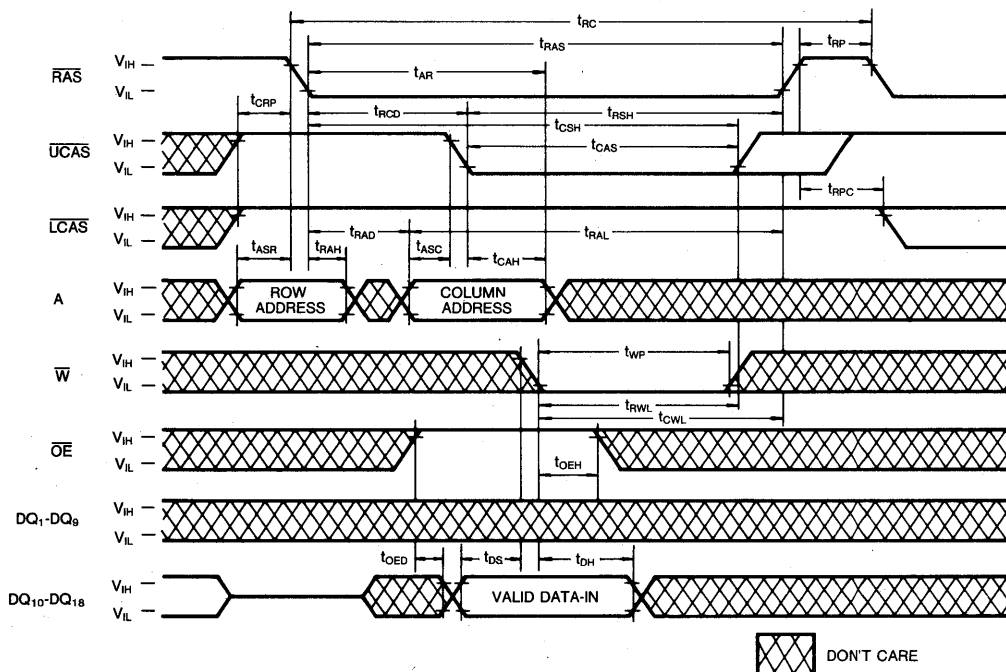 tRC
tRAS
tRP
RAS
VIH
VIL
tAR
tCRP
tRCD
tRSH
tCSH
UCAS
VIH
VIL
tCAS
tRPC
LCAS
VIH
VIL
tRAD
tRAL
tASR
tRAH
tASC
tCAH
A
VIH
VIL
ROW ADDRESS
COLUMN ADDRESS
W
VIH
VIL
tWP
tRWL
tCWL
OE
VIH
VIL
tOEH
DQ1-DQ9
VIH
VIL
tOED
tDS
tDH
DQ10-DQ18
VIH
VIL
VALID DATA-IN
DON'T CARE